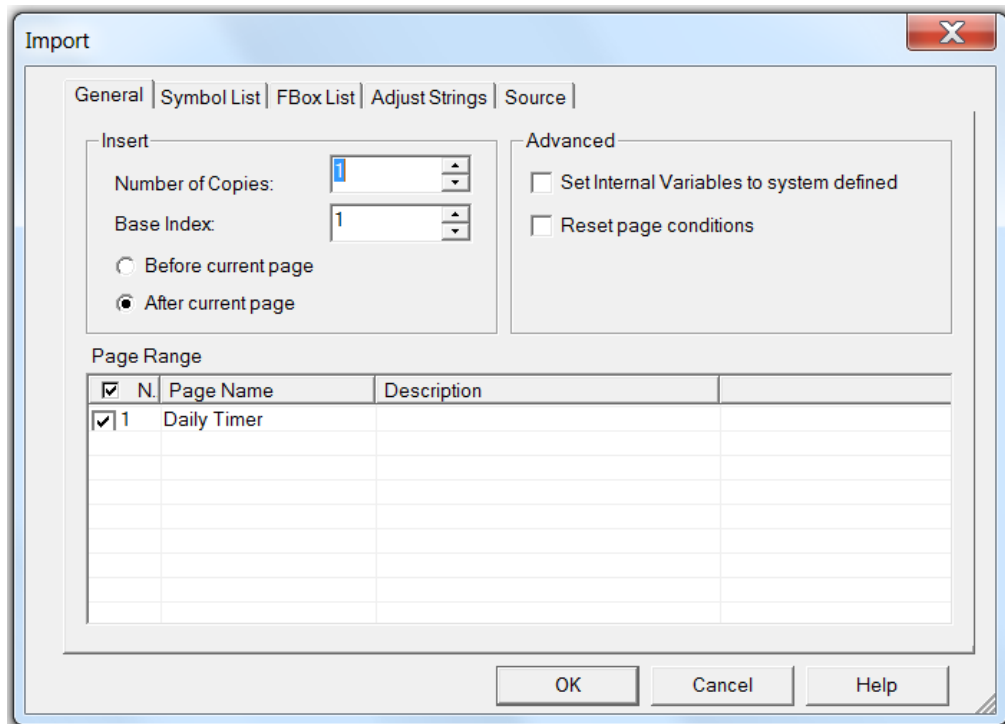 Import
X
General Symbol List FBox List Adjust Strings Source
Insert
Number of Copies: 1
Base Index: 1
Before current page
After current page
Advanced
Set Internal Variables to system defined
Reset page conditions
Page Range
N. Page Name Description
1 Daily Timer
OK Cancel Help